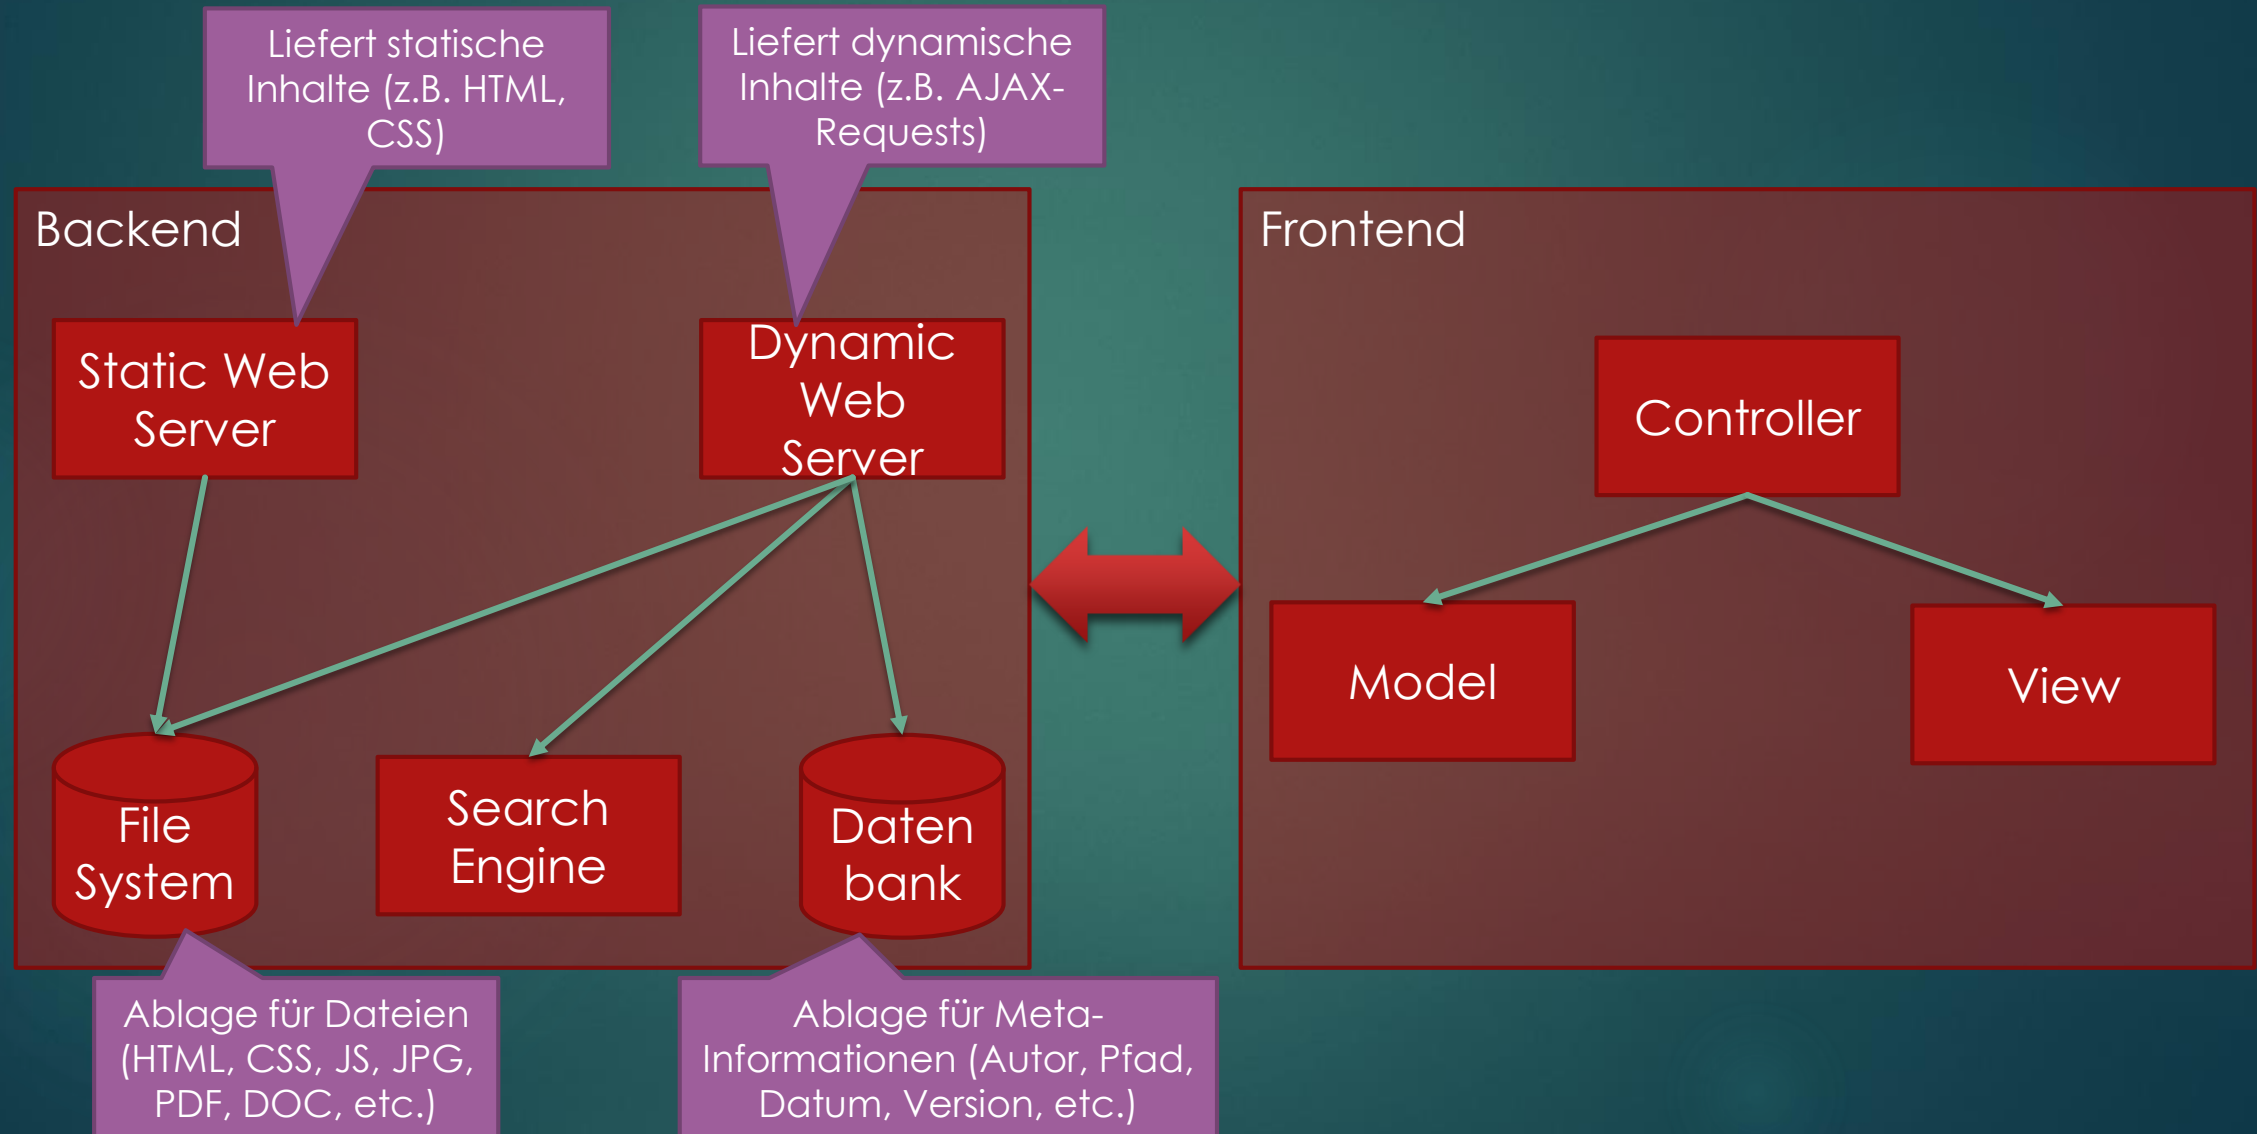 Liefert statische
Inhalte (z.B. HTML,
CSS)
Liefert dynamische
Inhalte (z.B. AJAX-
Requests)
Backend
Static Web
Server
Dynamic
Web
Server
File
System
Search
Engine
Daten
bank
Ablage für Dateien
(HTML, CSS, JS, JPG,
PDF, DOC, etc.)
Ablage für Meta-
Informationen (Autor, Pfad,
Datum, Version, etc.)
Frontend
Controller
Model
View